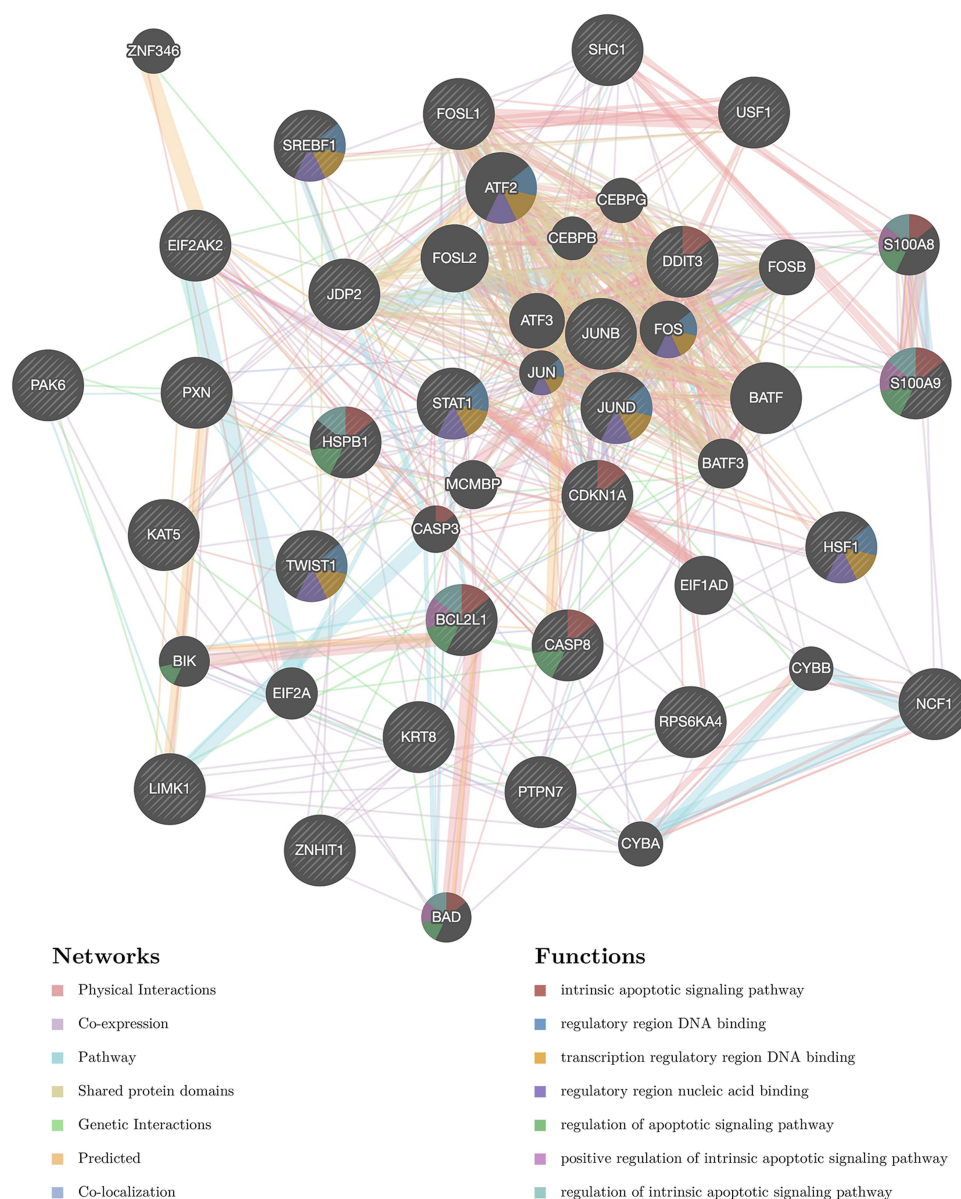 ZNF346
SHC1
FOSL1
USF1
SREBF1
ATF2
CEBPG
CEBPB
EIF2AK2
FOSL2
DDIT3
S100A8
FOSB
JDP2
ATF3
JUNB
FOS
JUN
PAK6
PXN
S100A9
STAT1
JUND
BATF
HSPB1
BATF3
MCMBP
CDKN1A
KAT5
CASP3
TWIST1
HSF1
EIF1AD
BCL2L1
CASP8
BIK
CYBB
EIF2A
NCF1
RPS6KA4
KRT8
LIMK1
PTPN7
ZNHIT1
CYBA
BAD
Networks
Physical Interactions
Co-expression
Pathway
Shared protein domains
Genetic Interactions
Predicted
Co-localization
Functions
intrinsic apoptotic signaling pathway
regulatory region DNA binding
transcription regulatory region DNA binding
regulatory region nucleic acid binding
regulation of apoptotic signaling pathway
positive regulation of intrinsic apoptotic signaling pathway
regulation of intrinsic apoptotic signaling pathway